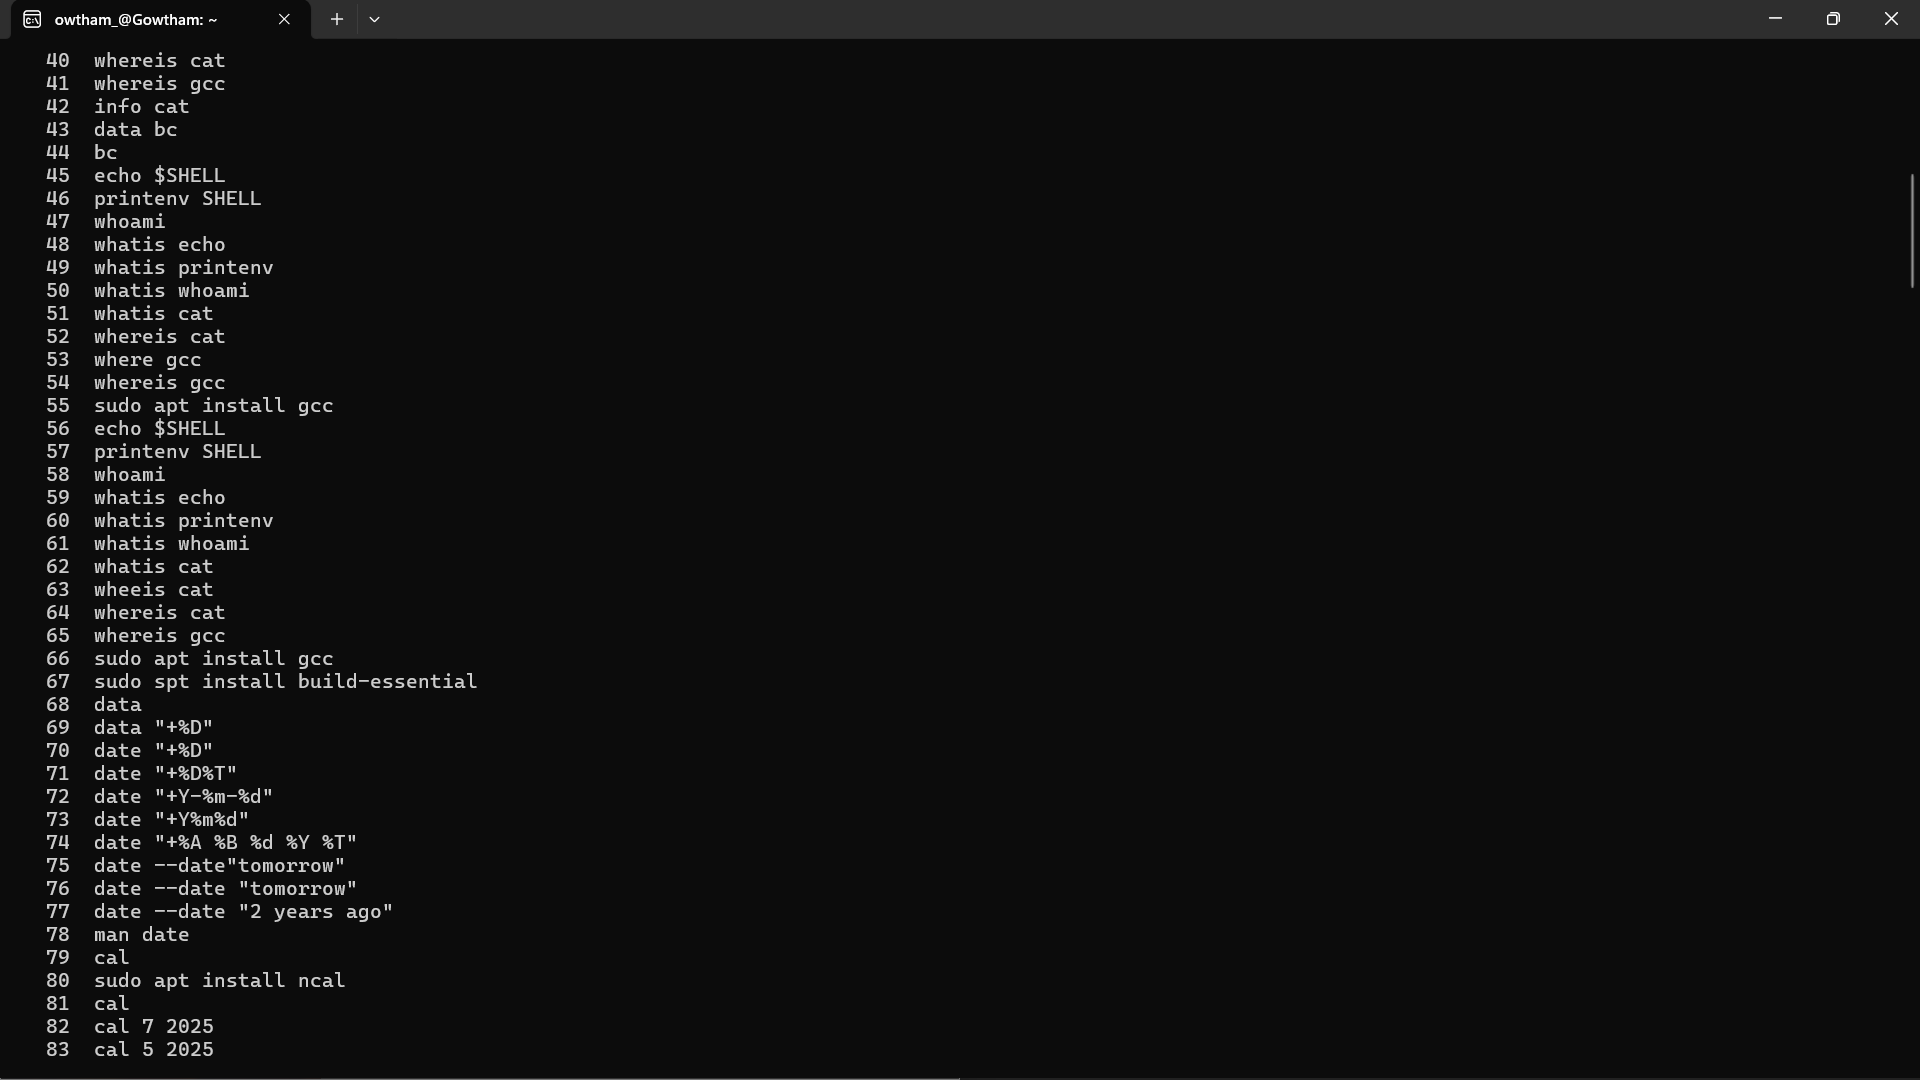 owtham_@Gowtham: ~
40 whereis cat
41 whereis gcc
42 info cat
43 data bc
44 bc
45 echo $SHELL
46 printenv SHELL
47 whoami
48 whatis echo
49 whatis printenv
50 whatis whoami
51 whatis cat
52 whereis cat
53 where gcc
54 whereis gcc
55 sudo apt install gcc
56 echo $SHELL
57 printenv SHELL
58 whoami
59 whatis echo
60 whatis printenv
61 whatis whoami
62 whatis cat
63 wheeis cat
64 whereis cat
65 whereis gcc
66 sudo apt install gcc
67 sudo spt install build-essential
68 data
69 data "+%D"
70 date "+%D"
71 date "+%D%T"
72 date "+Y-%m-%d"
73 date "+Y%m%d"
74 date "+%A %B %d %Y %T"
75 date --date"tomorrow"
76 date --date "tomorrow"
77 date --date "2 years ago"
78 man date
79 cal
80 sudo apt install ncal
81 cal
82 cal 7 2025
83 cal 5 2025